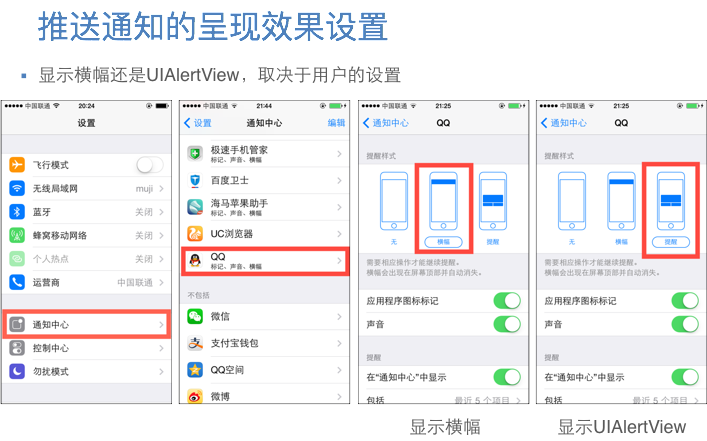 推送通知的呈现效果设置
显示横幅还是UIAlertView，取决于用户的设置
中国联通 20:24
设置
飞行模式
无线局域网 muji
蓝牙 关闭
蜂窝移动网络 关闭
个人热点 关闭
运营商 中国联通
通知中心
控制中心
勿扰模式
中国联通 21:44
设置 通知中心 编辑
极速手机管家
标记、声音、横幅
百度卫士
海马苹果助手
标记、声音、横幅
UC浏览器
QQ
标记、声音、横幅
不包括
微信
支付宝钱包
QQ空间
微博
中国联通 21:25
通知中心 QQ
提醒样式
无 横幅 提醒
需要相应操作才能继续提醒。
横幅会出现在屏幕顶部并自动消失。
应用程序图标标记
声音
提醒
在“通知中心”中显示
包括 最近 5 个项目
中国联通 21:25
通知中心 QQ
提醒样式
无 横幅 提醒
需要相应操作才能继续提醒。
横幅会出现在屏幕顶部并自动消失。
应用程序图标标记
声音
提醒
在“通知中心”中显示
包括 最近 5 个项目
显示横幅
显示UIAlertView